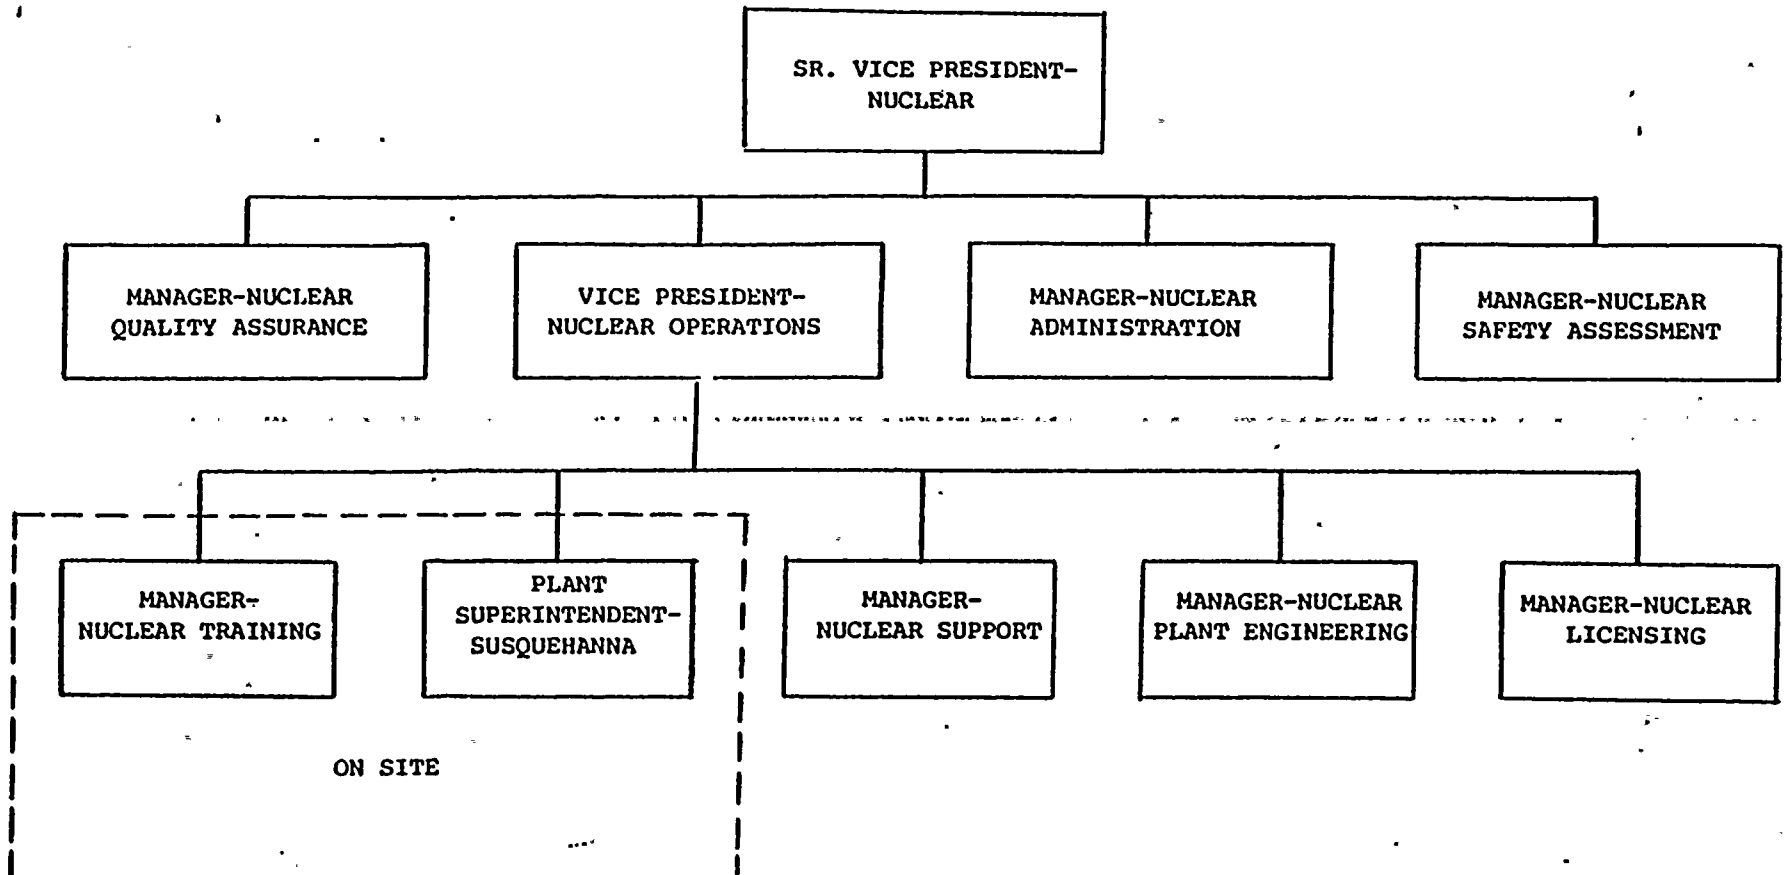 SR. VICE PRESIDENT-
NUCLEAR
MANAGER-NUCLEAR
QUALITY ASSURANCE
VICE PRESIDENT-
NUCLEAR OPERATIONS
MANAGER-NUCLEAR
ADMINISTRATION
MANAGER-NUCLEAR
SAFETY ASSESSMENT
MANAGER-
NUCLEAR TRAINING
PLANT
SUPERINTENDENT-
SUSQUEHANNA
MANAGER-
NUCLEAR SUPPORT
MANAGER-NUCLEAR
PLANT ENGINEERING
MANAGER-NUCLEAR
LICENSING
ON SITE